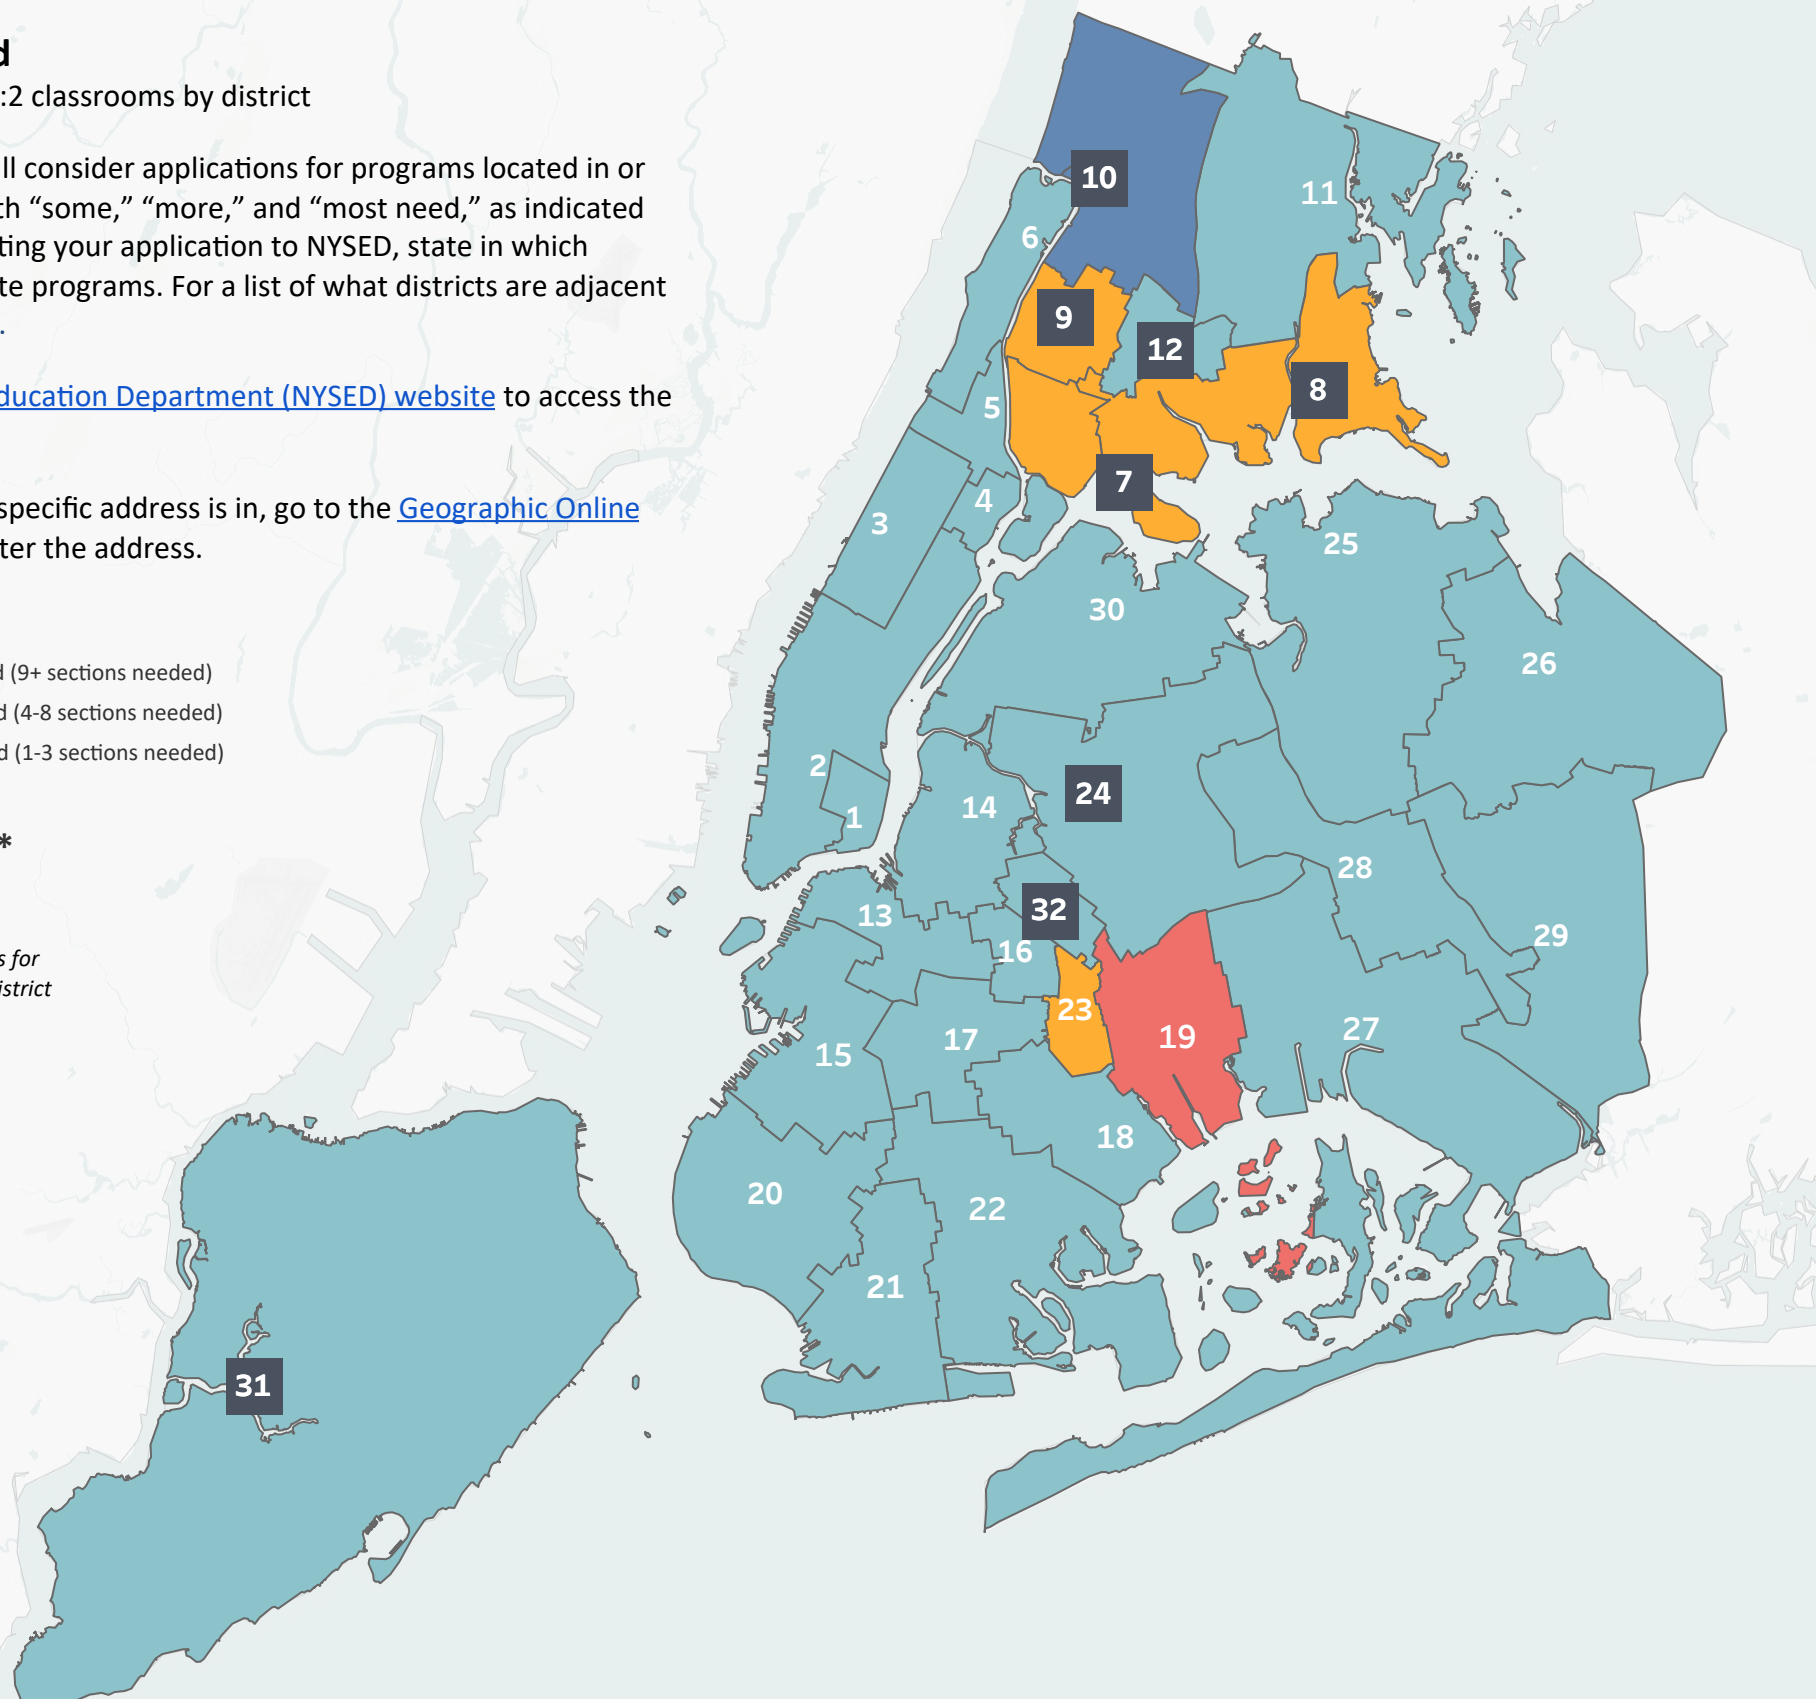 d
:2 classrooms by district
ll consider applications for programs located in or
th “some,” “more,” and “most need,” as indicated
ting your application to NYSED, state in which
te programs. For a list of what districts are adjacent
.
ducation Department (NYSED) website to access the
specific address is in, go to the Geographic Online
ter the address.
d (9+ sections needed)
d (4-8 sections needed)
d (1-3 sections needed)
*
s for
istrict
10
11
6
9
12
8
5
7
4
3
25
30
26
2
24
14
1
28
32
13
29
16
23
27
19
17
15
18
20
22
21
31